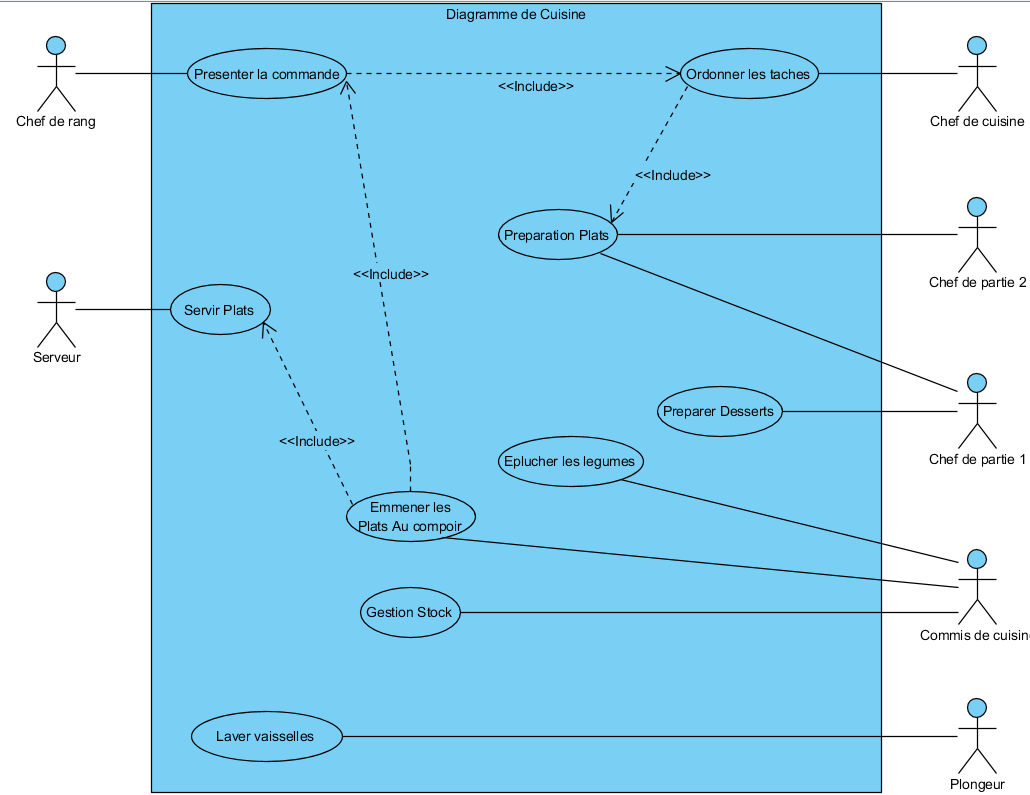 Diagramme de Cuisine
Chef de rang
Presenter la commande
<<Include>>
Ordonner les taches
Chef de cuisine
<<Include>>
Preparation Plats
Chef de partie 2
<<Include>>
Servir Plats
Serveur
Preparer Desserts
<<Include>>
Eplucher les legumes
Chef de partie 1
Emmener les
Plats Au compoir
Gestion Stock
Commis de cuisine
Laver vaisselles
Plongeur